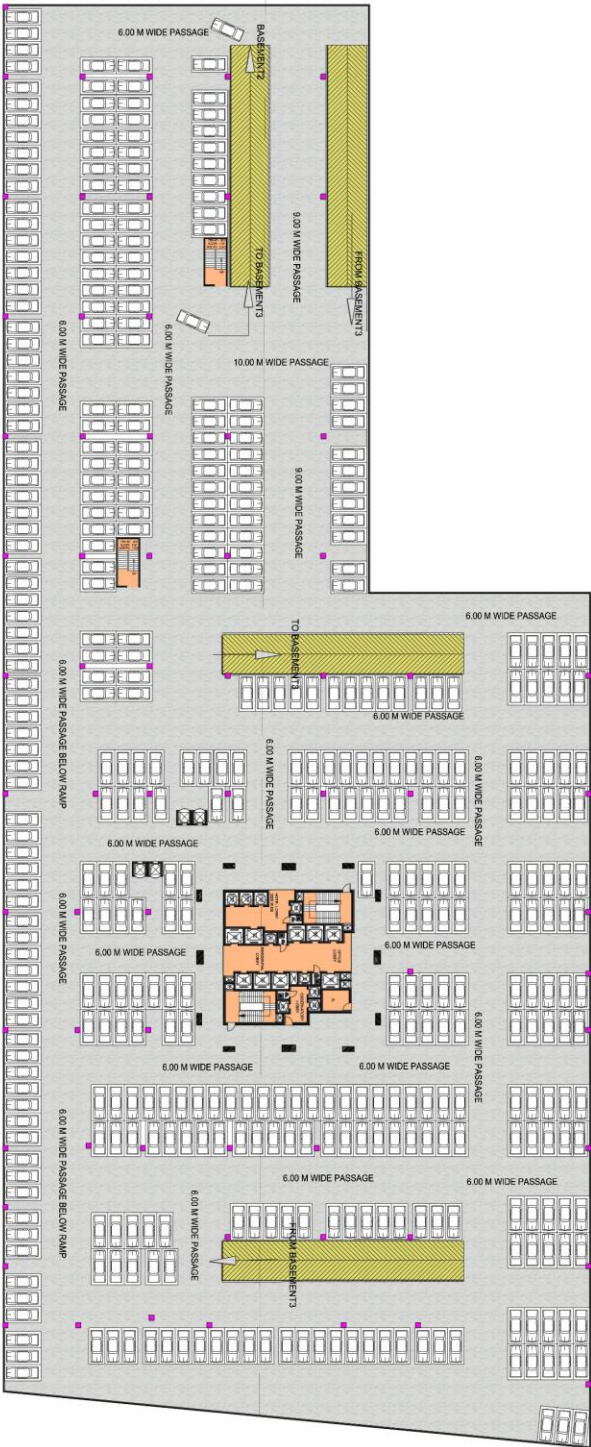 6.00 M WIDE PASSAGE
BASEMENT2
9.00 M WIDE PASSAGE
TO BASEMENT3
FROM BASEMENT3
6.00 M WIDE PASSAGE
6.00 M WIDE PASSAGE
10.00 M WIDE PASSAGE
9.00 M WIDE PASSAGE
6.00 M WIDE PASSAGE
TO BASEMENT3
6.00 M WIDE PASSAGE BELOW RAMP
6.00 M WIDE PASSAGE
6.00 M WIDE PASSAGE
6.00 M WIDE PASSAGE
6.00 M WIDE PASSAGE
6.00 M WIDE PASSAGE
6.00 M WIDE PASSAGE
6.00 M WIDE PASSAGE
6.00 M WIDE PASSAGE
OFFICE
LOBBY
LOBBY
6.00 M WIDE PASSAGE
6.00 M WIDE PASSAGE
6.00 M WIDE PASSAGE
6.00 M WIDE PASSAGE
6.00 M WIDE PASSAGE BELOW RAMP
6.00 M WIDE PASSAGE
6.00 M WIDE PASSAGE
6.00 M WIDE PASSAGE
FROM BASEMENT3